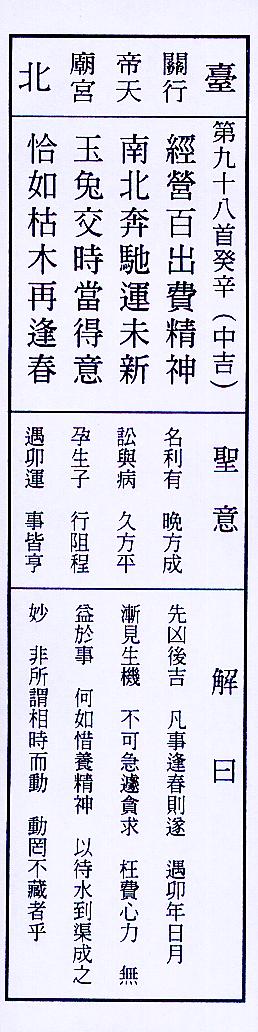 臺
關行
帝天
廟宮
北
第九十八首癸辛（中吉）
經營百出費精神
南北奔馳運未新
玉兔交時當得意
恰如枯木再逢春
聖意
名利有　晚方成
訟與病　久方平
孕生子　行阻程
遇卯運　事皆亨
解曰
先凶後吉　凡事逢春則遂　遇卯年日月
漸見生機　不可急遽貪求　枉費心力　無
益於事　何如惜養精神　以待水到渠成之
妙　非所謂相時而動　動罔不藏者乎